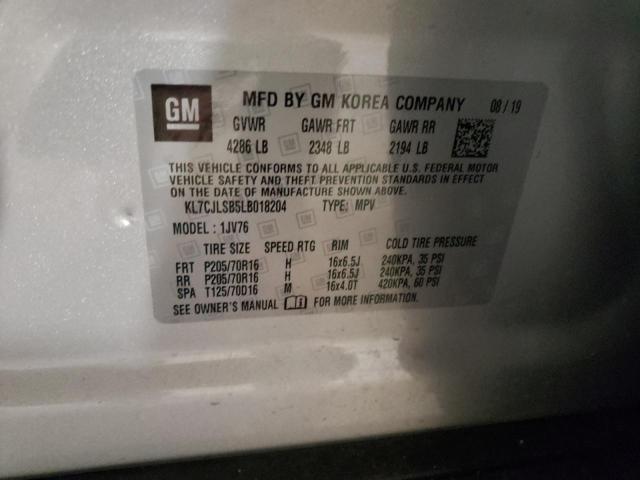 GM
MFD BY GM KOREA COMPANY 08 / 19
GVWR GAWR FRT GAWR RR
4286 LB 2348 LB 2194 LB
THIS VEHICLE CONFORMS TO ALL APPLICABLE U.S. FEDERAL MOTOR
VEHICLE SAFETY AND THEFT PREVENTION STANDARDS IN EFFECT
ON THE DATE OF MANUFACTURE SHOWN ABOVE.
KL7CJLSB5LB018204 TYPE: MPV
MODEL : 1JV76
TIRE SIZE SPEED RTG RIM COLD TIRE PRESSURE
FRT P205/70R16 H 16x6.5J 240KPA, 35 PSI
RR P205/70R16 H 16x6.5J 240KPA, 35 PSI
SPA T125/70D16 M 16x4.0T 420KPA, 60 PSI
SEE OWNER'S MANUAL FOR MORE INFORMATION.